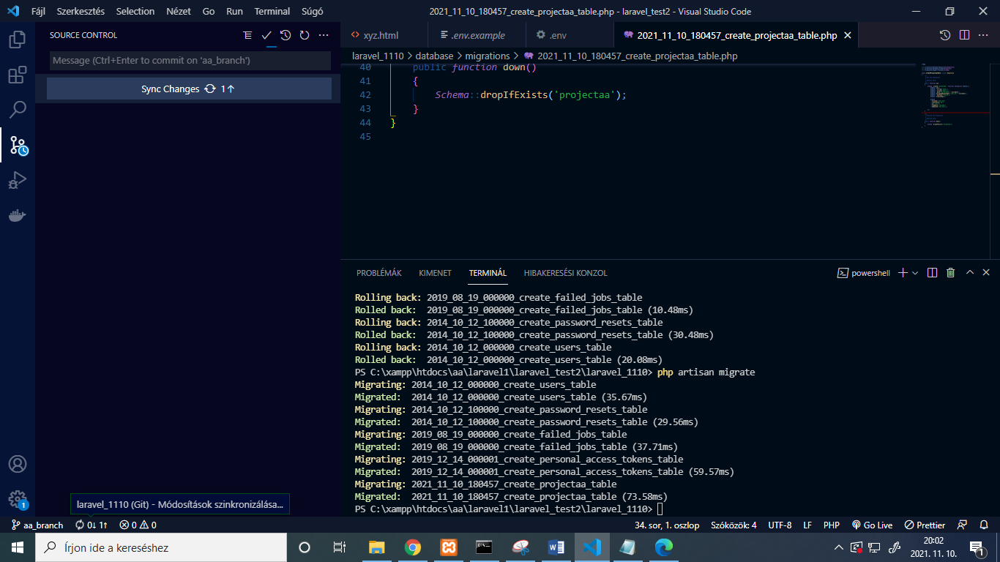 Fájl Szerkesztés Selection Nézet Go Run Terminal Súgó 2021_11_10_180457_create_projectaa_table.php - laravel_test2 - Visual Studio Code
SOURCE CONTROL
Message (Ctrl+Enter to commit on 'aa_branch')
Sync Changes 1↑
xyz.html .env.example .env 2021_11_10_180457_create_projectaa_table.php
laravel_1110 > database > migrations > 2021_11_10_180457_create_projectaa_table.php
40 public function down()
41 {
42 Schema::dropIfExists('projectaa');
43 }
44 }
45
PROBLÉMÁK KIMENET TERMINÁL HIBAKERESÉSI KONZOL powershell
Rolling back: 2019_08_19_000000_create_failed_jobs_table
Rolled back: 2019_08_19_000000_create_failed_jobs_table (10.48ms)
Rolling back: 2014_10_12_100000_create_password_resets_table
Rolled back: 2014_10_12_100000_create_password_resets_table (30.48ms)
Rolling back: 2014_10_12_000000_create_users_table
Rolled back: 2014_10_12_000000_create_users_table (20.08ms)
PS C:\xampp\htdocs\aa\laravel1\laravel_test2\laravel_1110> php artisan migrate
Migrating: 2014_10_12_000000_create_users_table
Migrated: 2014_10_12_000000_create_users_table (35.67ms)
Migrating: 2014_10_12_100000_create_password_resets_table
Migrated: 2014_10_12_100000_create_password_resets_table (29.56ms)
Migrating: 2019_08_19_000000_create_failed_jobs_table
Migrated: 2019_08_19_000000_create_failed_jobs_table (37.71ms)
Migrating: 2019_12_14_000001_create_personal_access_tokens_table
Migrated: 2019_12_14_000001_create_personal_access_tokens_table (59.57ms)
Migrating: 2021_11_10_180457_create_projectaa_table
Migrated: 2021_11_10_180457_create_projectaa_table (73.58ms)
PS C:\xampp\htdocs\aa\laravel1\laravel_test2\laravel_1110>
1
laravel_1110 (Git) - Módosítások szinkronizálása...
aa_branch 0↓ 1↑ 0 0 34. sor, 1. oszlop Szóközök: 4 UTF-8 LF PHP Go Live Prettier
Írjon ide a kereséshez
20:02
2021. 11. 10.
1